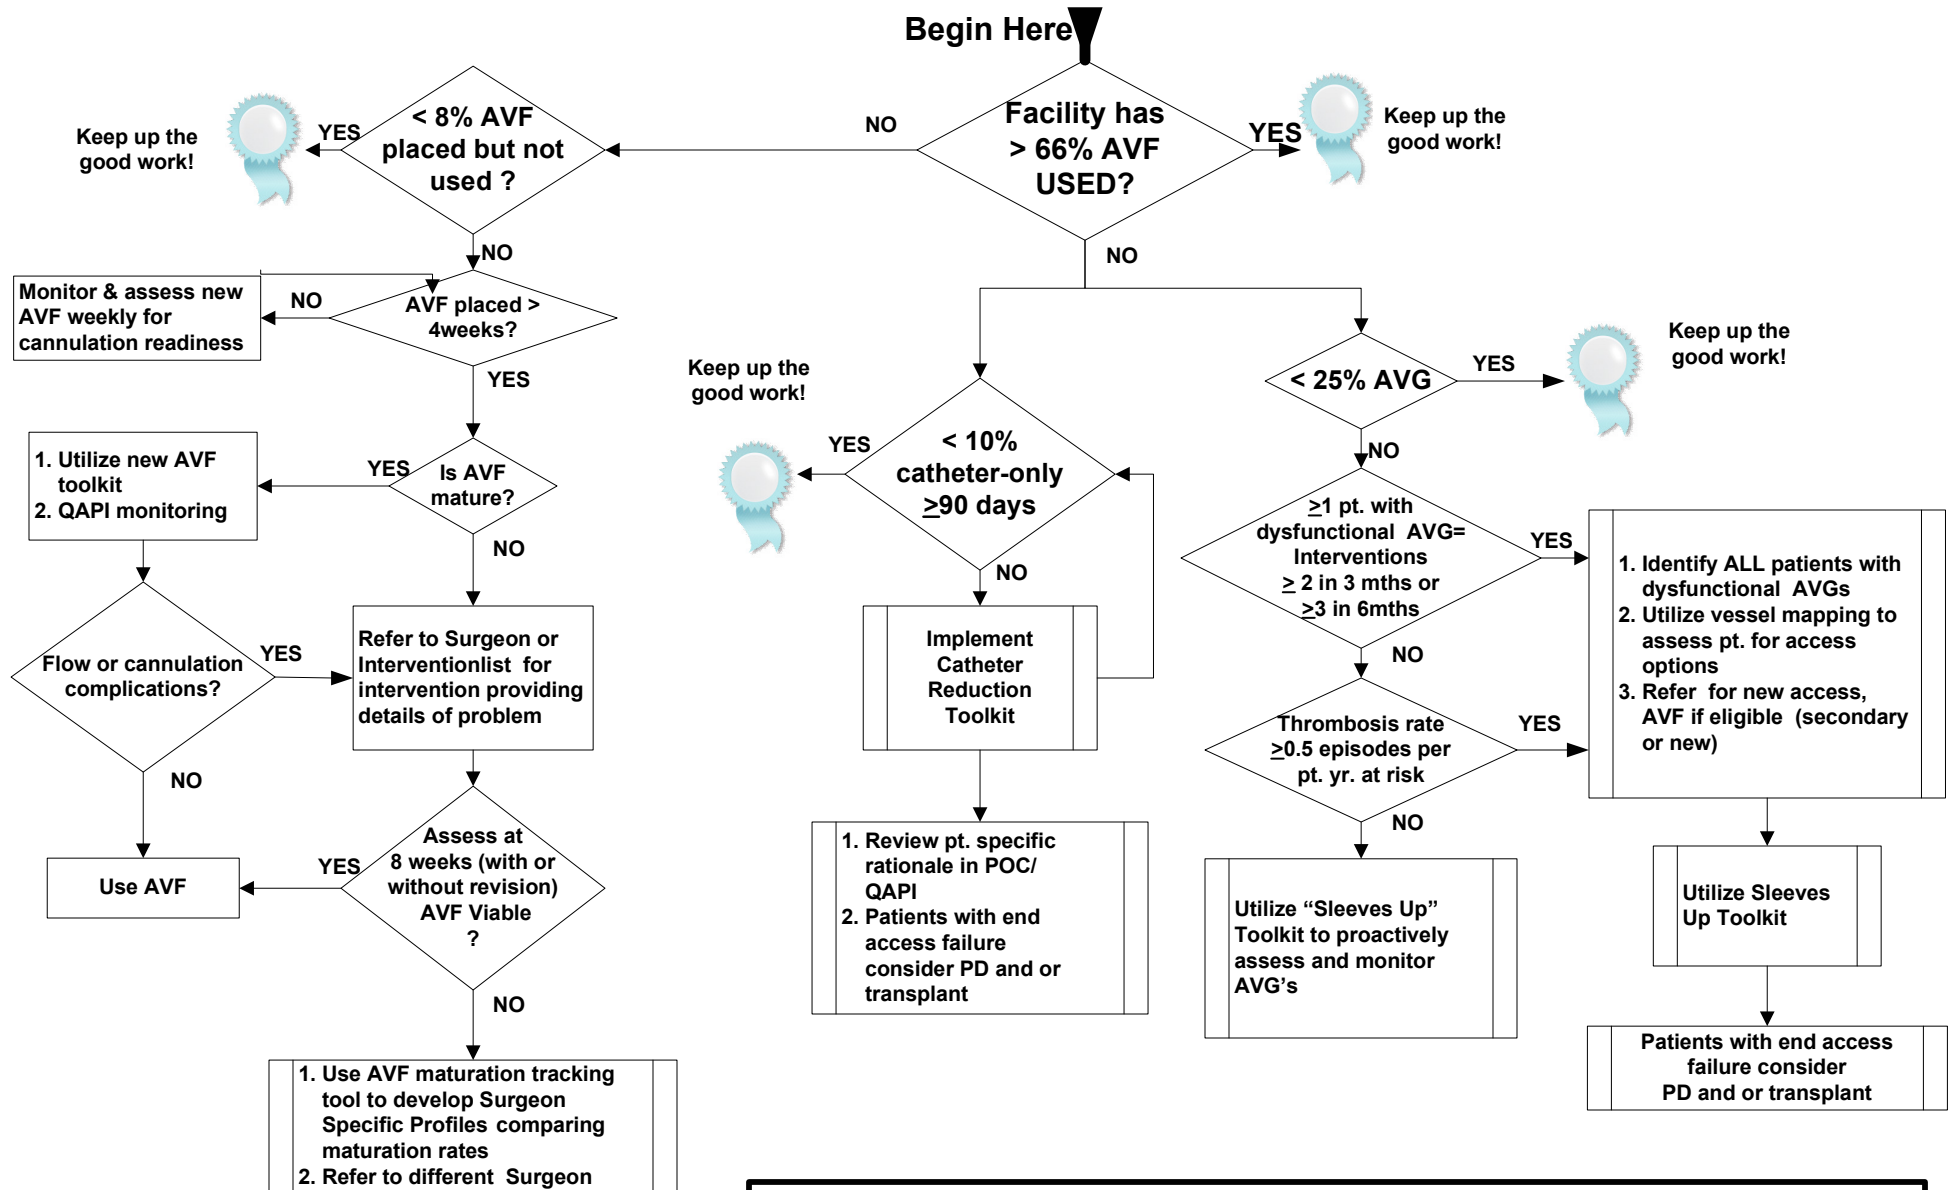 Begin Here
Facility has
> 66% AVF
USED?
YES
Keep up the
good work!
NO
< 8% AVF
placed but not
used ?
YES
Keep up the
good work!
NO
AVF placed >
4weeks?
NO
Monitor & assess new
AVF weekly for
cannulation readiness
YES
Is AVF
mature?
YES
1. Utilize new AVF
toolkit
2. QAPI monitoring
NO
Flow or cannulation
complications?
YES
Refer to Surgeon or
Interventionlist for
intervention providing
details of problem
NO
Use AVF
YES
Assess at
8 weeks (with or
without revision)
AVF Viable
?
NO
1. Use AVF maturation tracking
tool to develop Surgeon
Specific Profiles comparing
maturation rates
2. Refer to different Surgeon
NO
Keep up the
good work!
YES
< 10%
catheter-only
≥90 days
NO
Implement
Catheter
Reduction
Toolkit
1. Review pt. specific
rationale in POC/
QAPI
2. Patients with end
access failure
consider PD and or
transplant
< 25% AVG
YES
Keep up the
good work!
NO
≥1 pt. with
dysfunctional AVG=
Interventions
≥ 2 in 3 mths or
≥3 in 6mths
YES
NO
Thrombosis rate
≥0.5 episodes per
pt. yr. at risk
YES
NO
Utilize “Sleeves Up”
Toolkit to proactively
assess and monitor
AVG's
1. Identify ALL patients with
dysfunctional AVGs
2. Utilize vessel mapping to
assess pt. for access
options
3. Refer for new access,
AVF if eligible (secondary
or new)
Utilize Sleeves
Up Toolkit
Patients with end access
failure consider
PD and or transplant